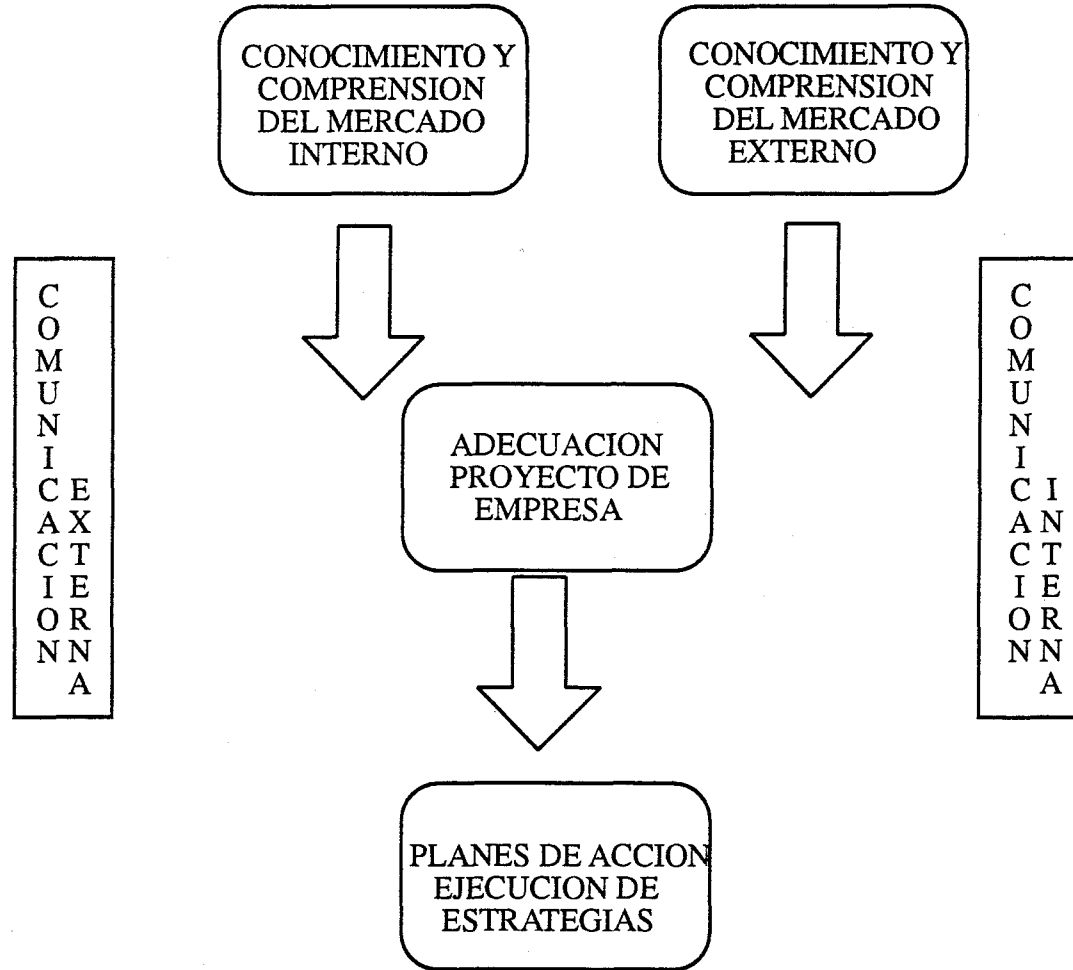 CONOCIMIENTO Y
COMPRENSION
DEL MERCADO
INTERNO
CONOCIMIENTO Y
COMPRENSION
DEL MERCADO
EXTERNO
COMUNICACION
EXTERNA
ADECUACION
PROYECTO DE
EMPRESA
COMUNICACION
INTERNA
PLANES DE ACCION
EJECUCION DE
ESTRATEGIAS